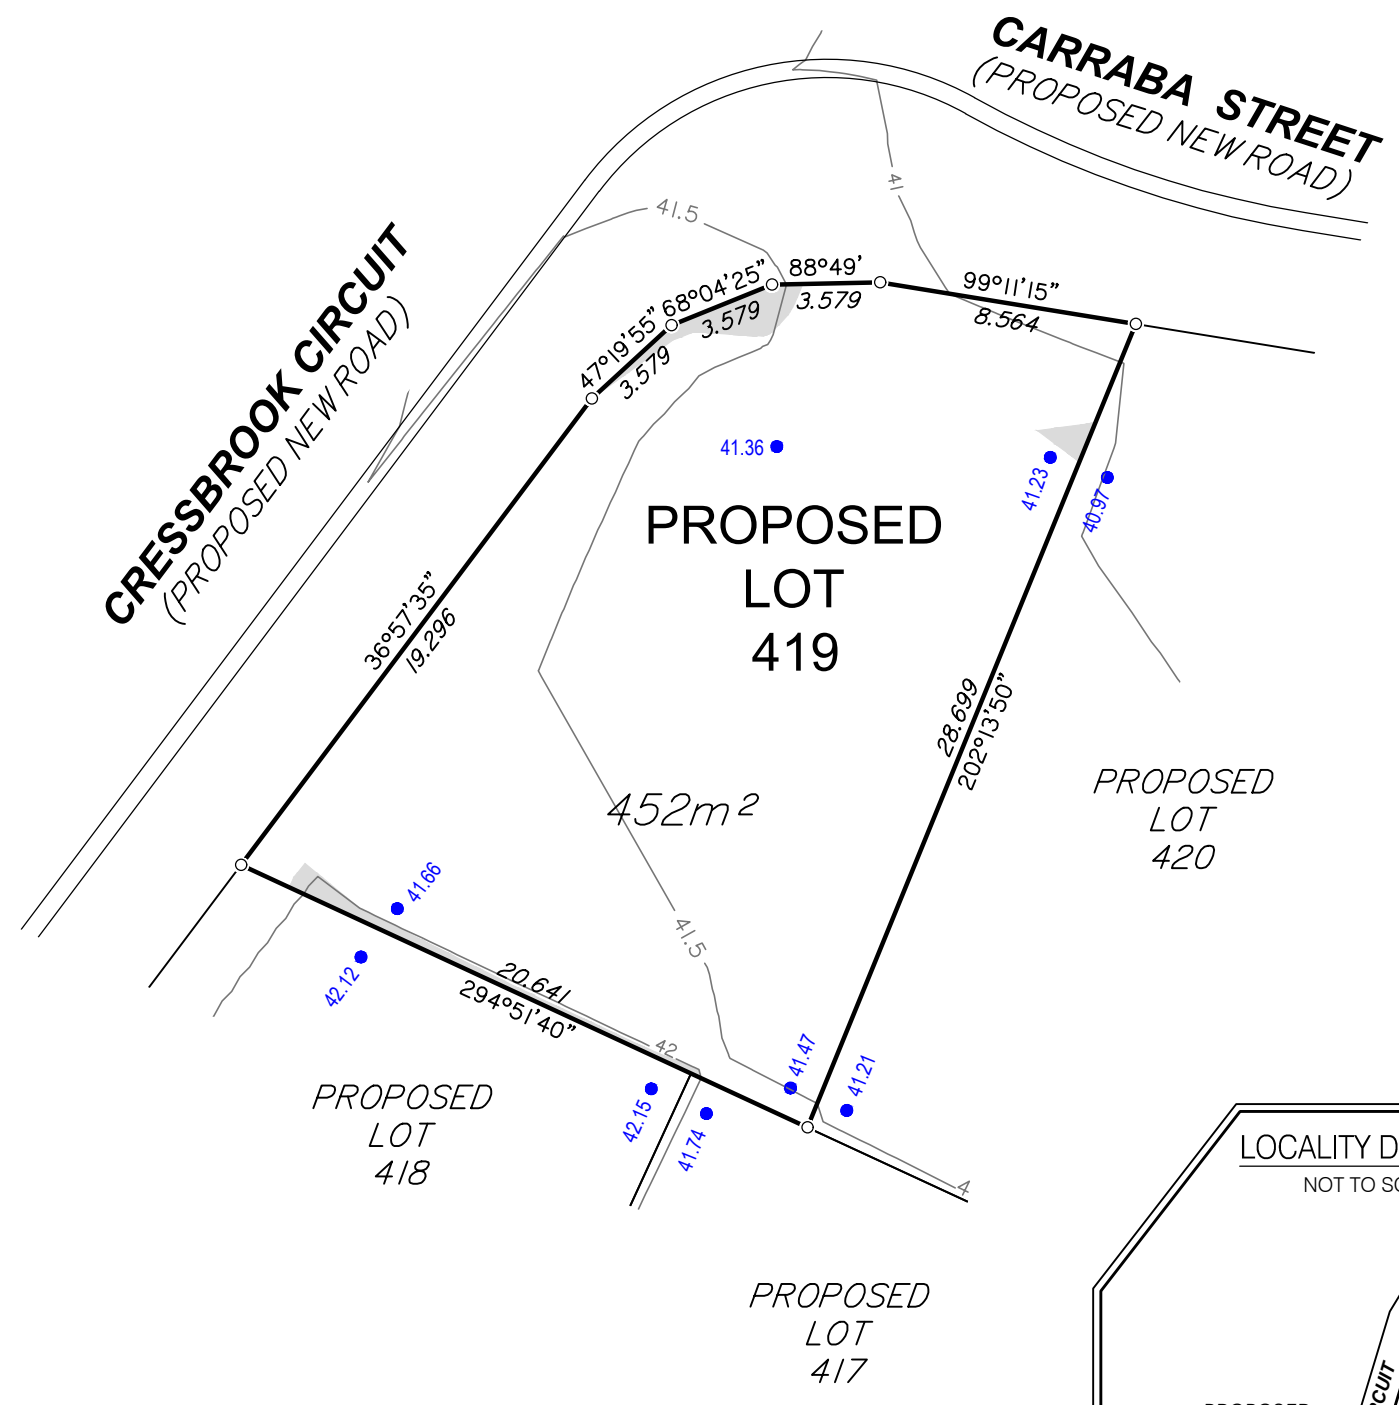 CARRABA STREET
(PROPOSED NEW ROAD)
CRESSBROOK CIRCUIT
(PROPOSED NEW ROAD)
41
41.5
47°19'55"
3.579
68°04'25"
3.579
88°49'
3.579
99°11'15"
8.564
41.36
41.23
40.97
PROPOSED
LOT
419
36°57'35"
19.296
28.699
202°13'50"
452m²
PROPOSED
LOT
420
41.66
42.12
41.5
20.641
294°51'40"
42
41.47
41.21
42.15
41.74
PROPOSED
LOT
418
4
LOCALITY D
NOT TO SC
PROPOSED
LOT
417
CUIT
PROPOSED